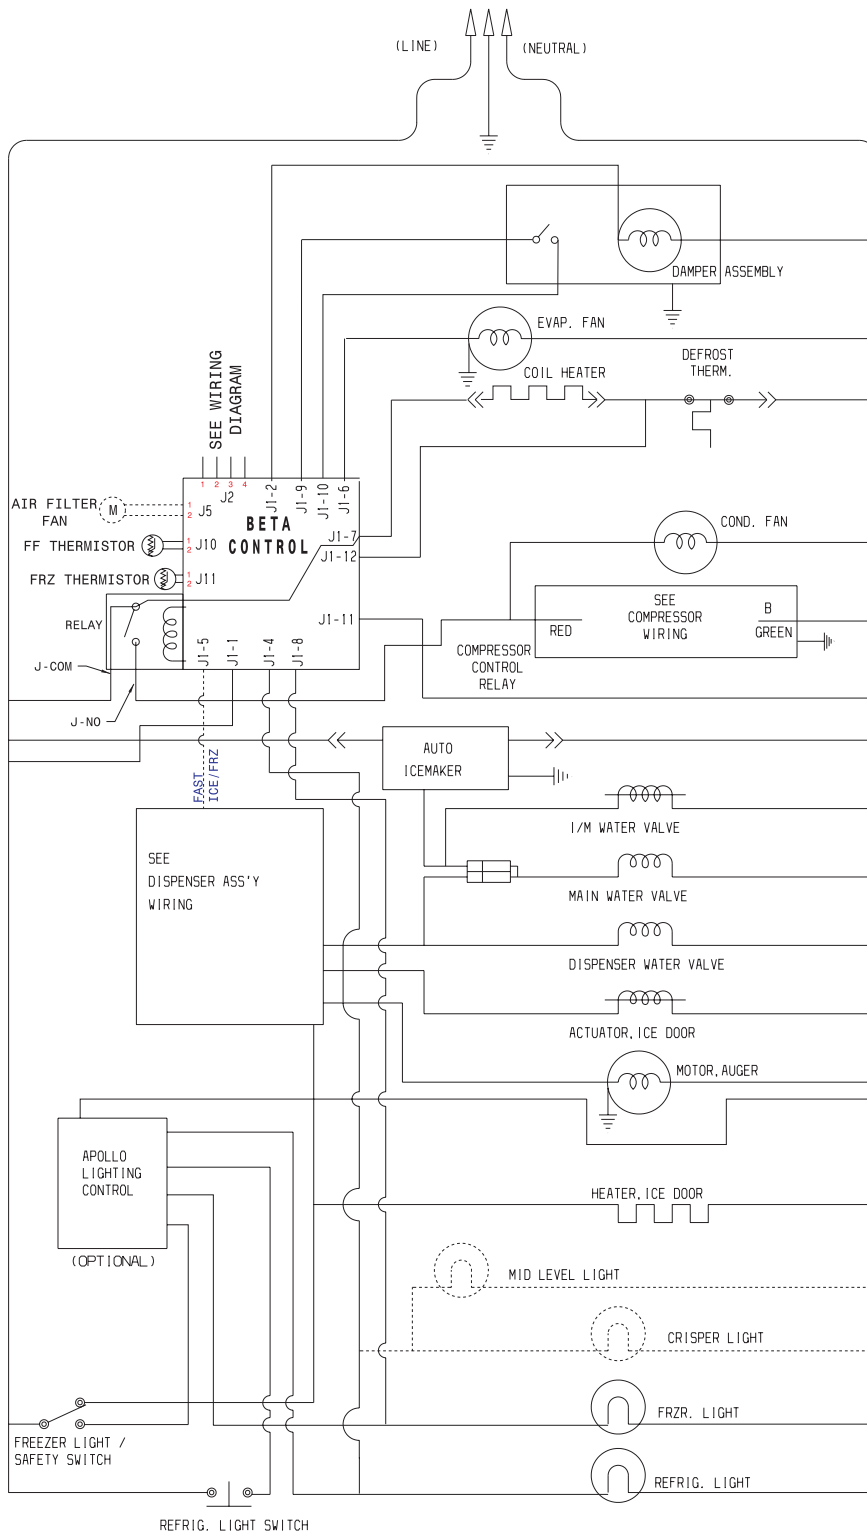 (LINE)
(NEUTRAL)
DAMPER ASSEMBLY
EVAP. FAN
COIL HEATER
DEFROST
THERM.
SEE WIRING
DIAGRAM
1 2 3 4
J2
J1-2
J1-9
J1-10
J1-6
AIR FILTER
FAN
M
1
2
J5
BETA
CONTROL
J1-7
J1-12
FF THERMISTOR
1
2
J10
FRZ THERMISTOR
1
2
J11
COND. FAN
RELAY
J1-11
J1-5
J1-1
J1-4
J1-8
SEE
COMPRESSOR
WIRING
RED
B
GREEN
COMPRESSOR
CONTROL
RELAY
J-COM
J-NO
FAST
ICE/FRZ
AUTO
ICEMAKER
I/M WATER VALVE
SEE
DISPENSER ASS'Y
WIRING
MAIN WATER VALVE
DISPENSER WATER VALVE
ACTUATOR,ICE DOOR
MOTOR,AUGER
APOLLO
LIGHTING
CONTROL
(OPTIONAL)
HEATER,ICE DOOR
MID LEVEL LIGHT
CRISPER LIGHT
FRZR. LIGHT
FREEZER LIGHT /
SAFETY SWITCH
REFRIG. LIGHT
REFRIG. LIGHT SWITCH